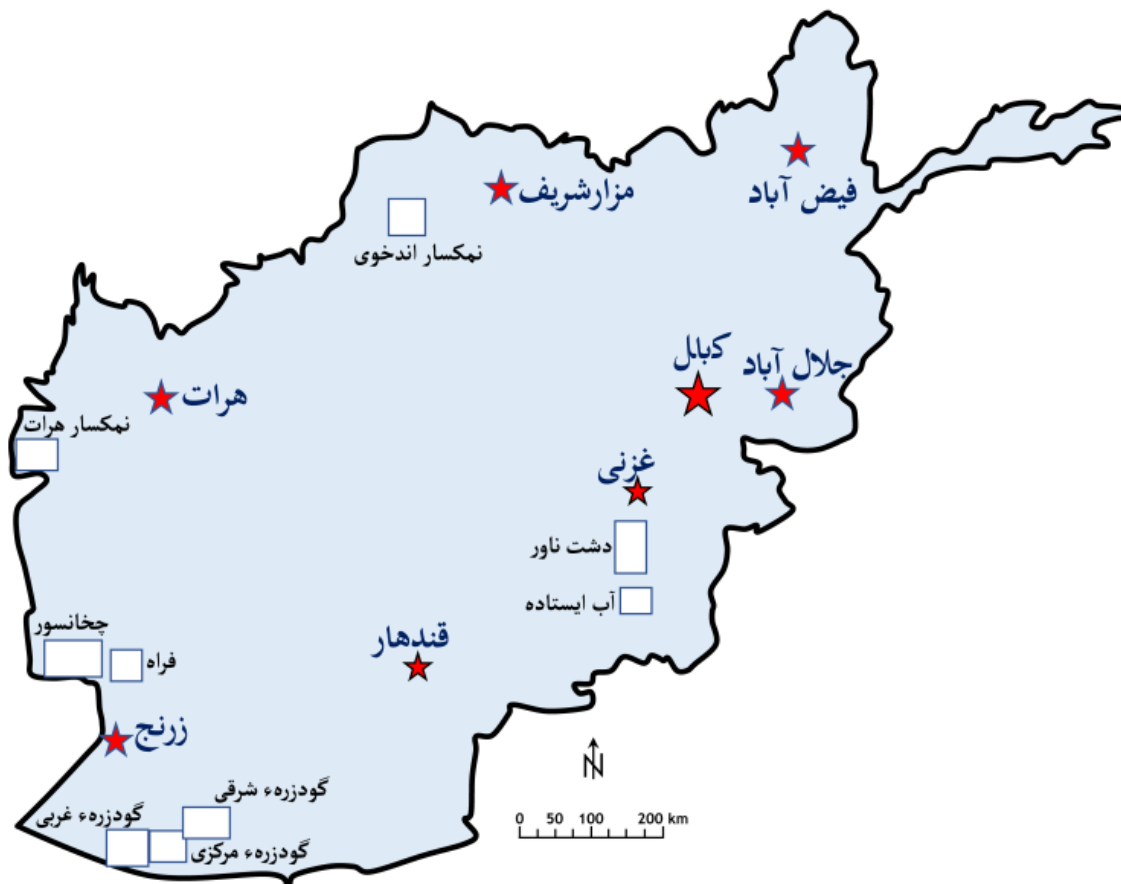 فیض آباد
مزارشریف
نمکسار اندخوی
کابل
جلال آباد
هرات
نمکسار هرات
غزنی
دشت ناور
آب ایستاده
چخانسور
فراه
قندهار
زرنج
گودزرهء شرقی
گودزرهء غربی
گودزرهء مرکزی
N
0 50 100 200 km